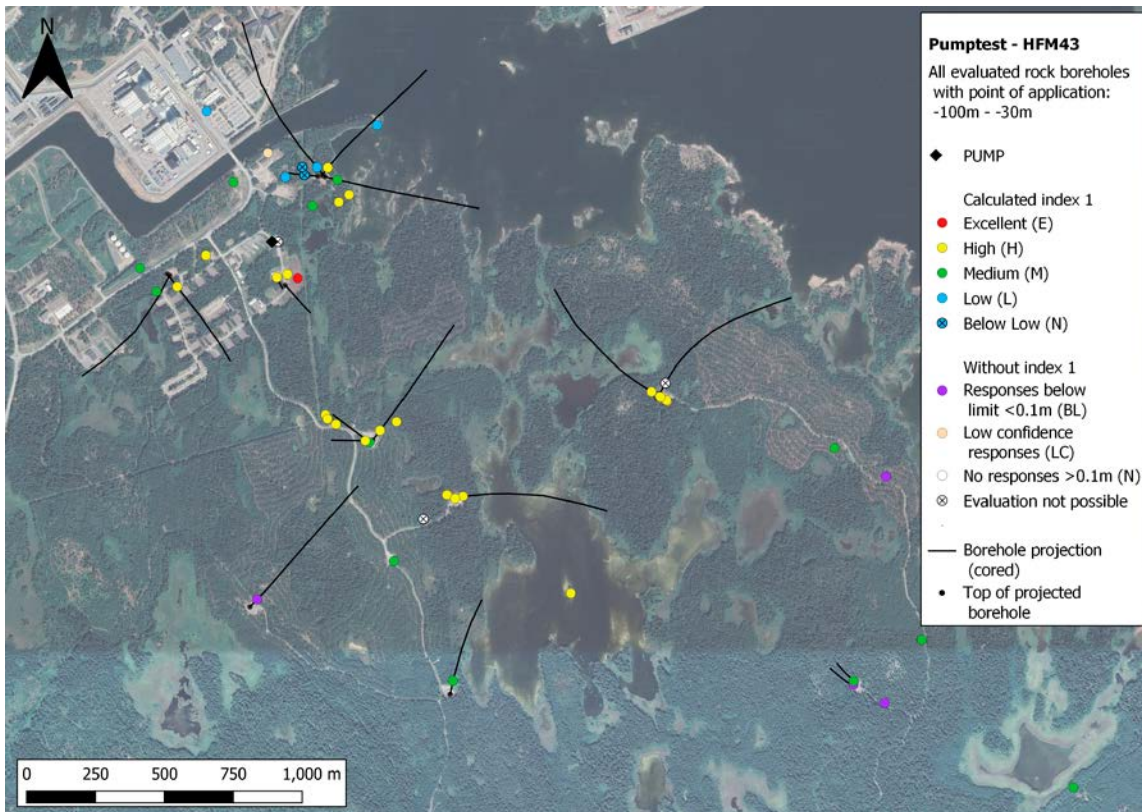 N
Pumptest - HFM43
All evaluated rock boreholes
with point of application:
-100m - -30m
PUMP
Calculated index 1
Excellent (E)
High (H)
Medium (M)
Low (L)
Below Low (N)
Without index 1
Responses below
limit <0.1m (BL)
Low confidence
responses (LC)
No responses >0.1m (N)
Evaluation not possible
Borehole projection
(cored)
Top of projected
borehole
0 250 500 750 1,000 m